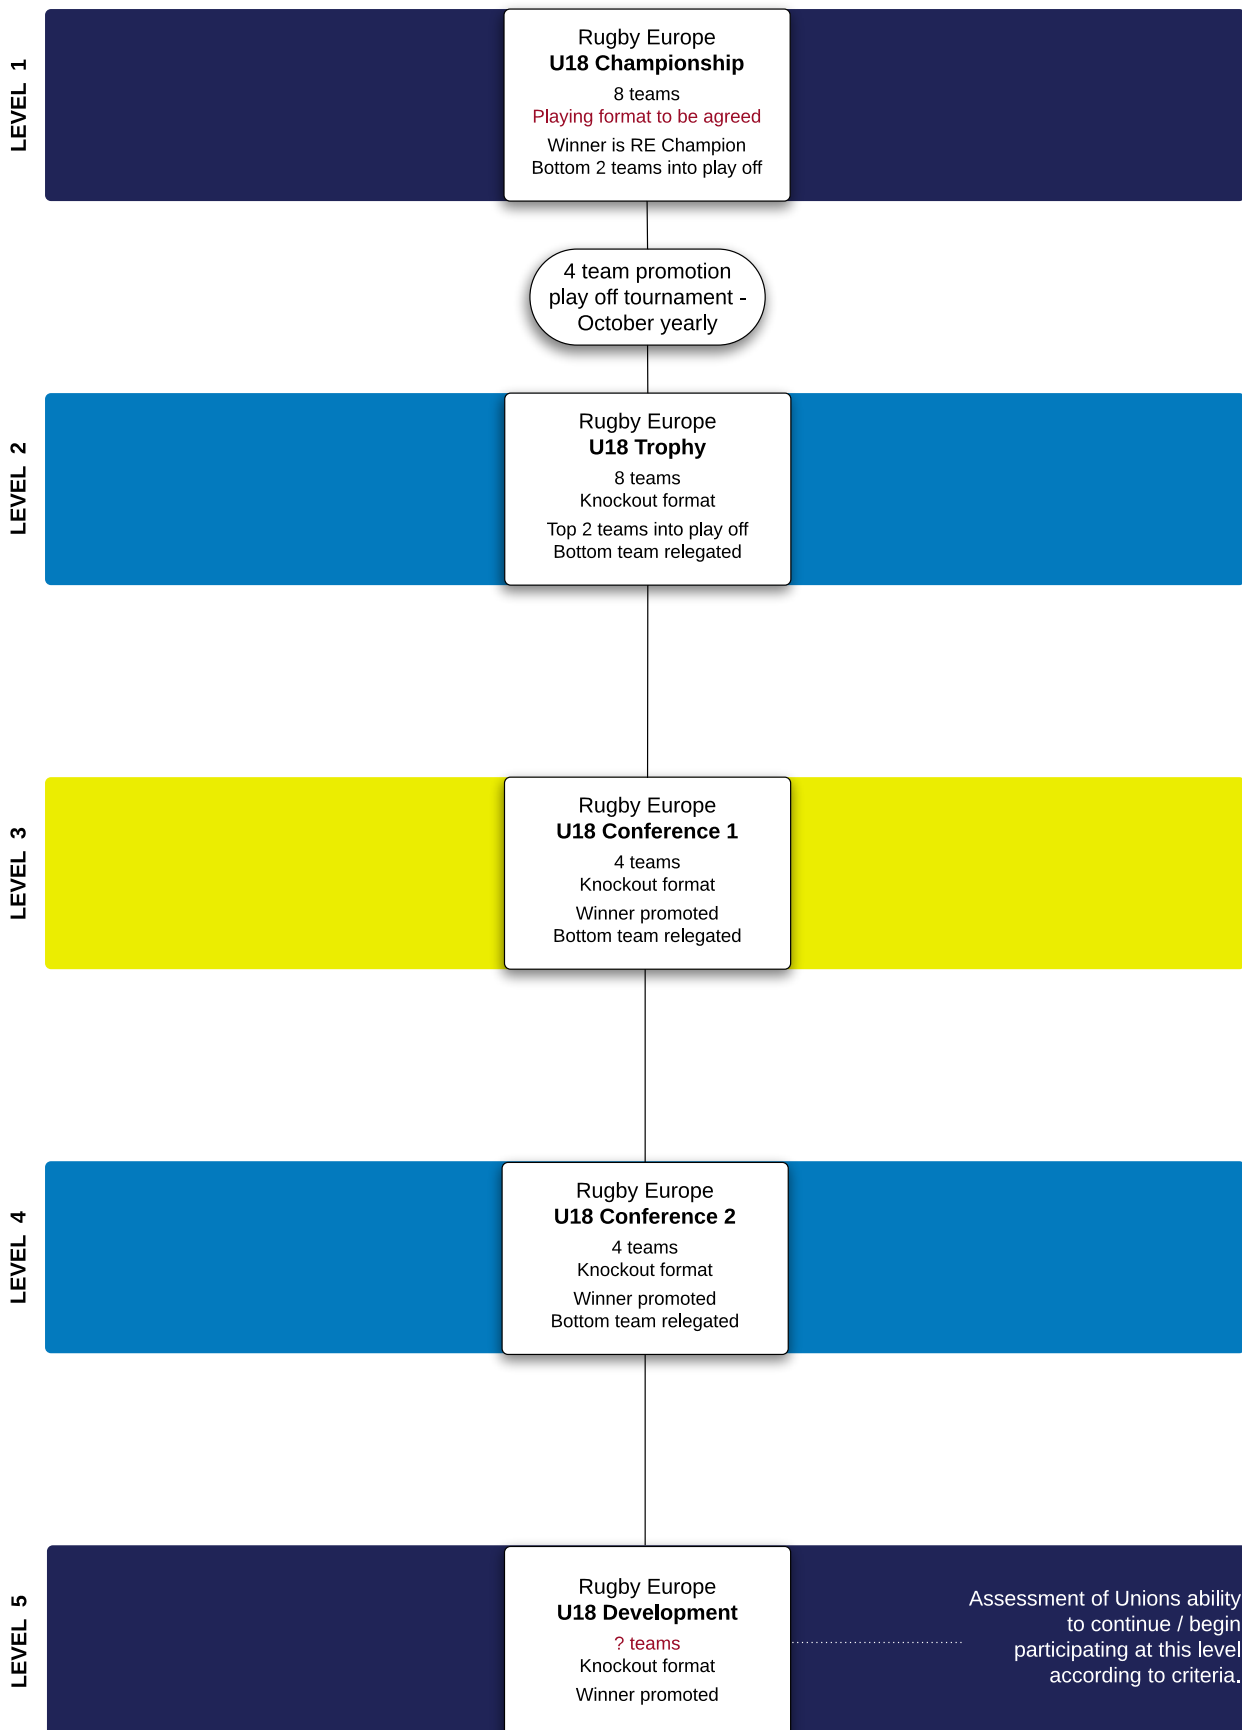 LEVEL 1
Rugby Europe
U18 Championship
8 teams
Playing format to be agreed
Winner is RE Champion
Bottom 2 teams into play off
4 team promotion
play off tournament -
October yearly
LEVEL 2
Rugby Europe
U18 Trophy
8 teams
Knockout format
Top 2 teams into play off
Bottom team relegated
LEVEL 3
Rugby Europe
U18 Conference 1
4 teams
Knockout format
Winner promoted
Bottom team relegated
LEVEL 4
Rugby Europe
U18 Conference 2
4 teams
Knockout format
Winner promoted
Bottom team relegated
LEVEL 5
Rugby Europe
U18 Development
? teams
Knockout format
Winner promoted
Assessment of Unions ability
to continue / begin
participating at this level
according to criteria.